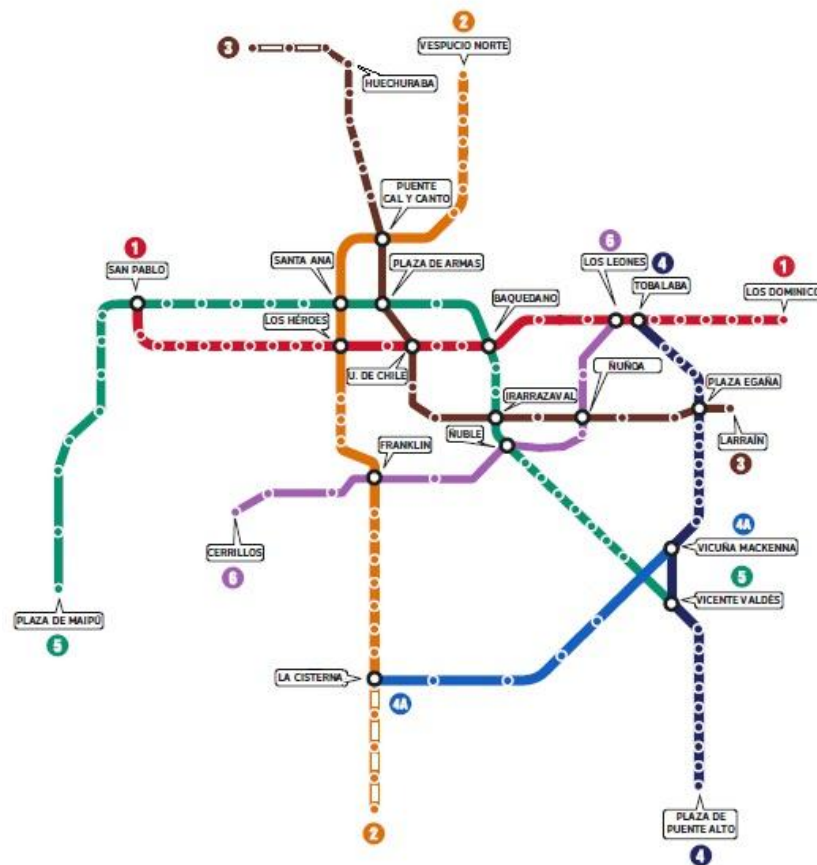 2
3
VESPUCIO NORTE
HUECHURABA
PUENTE
CAL Y CANTO
6
1
SANTA ANA
PLAZA DE ARMAS
LOS LEONES
4
SAN PABLO
TOBALABA
1
LOS DOMINICO
BAQUEDANO
LOS HÉRDES
U. DE CHILE
ÑUÑOA
IRARRAZAVAL
PLAZA EGAÑA
ÑUBLE
FRANKLIN
LARRAÍN
3
4A
CERRILLOS
VICUÑA MACKENNA
6
5
VICENTE VALDÈS
PLAZA DE MAIPÚ
5
LA CISTERNA
4A
2
PLAZA DE
PUENTE ALTO
4